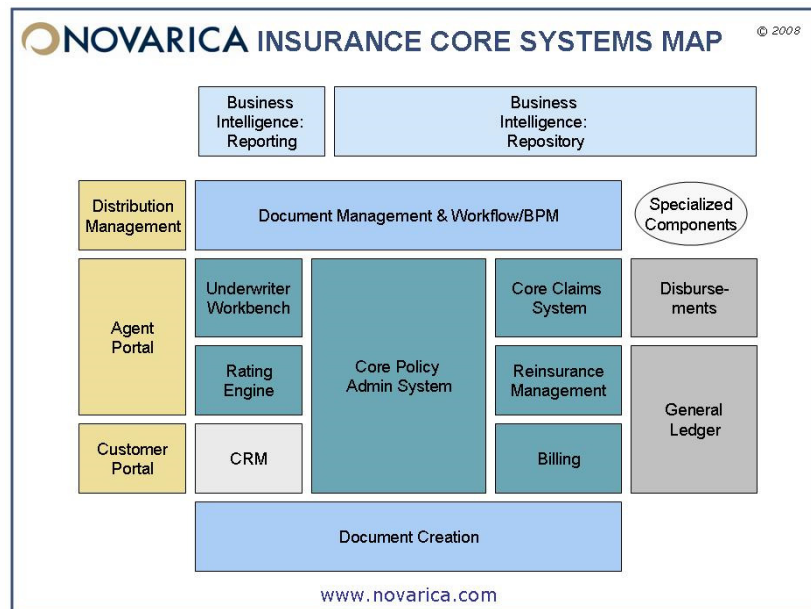 NOVARICA INSURANCE CORE SYSTEMS MAP
© 2008
Business
Intelligence:
Reporting
Business
Intelligence:
Repository
Distribution
Management
Document Management & Workflow/BPM
Specialized
Components
Agent
Portal
Underwriter
Workbench
Core Policy
Admin System
Core Claims
System
Disburse-
ments
Rating
Engine
Reinsurance
Management
General
Ledger
Customer
Portal
CRM
Billing
Document Creation
www.novarica.com